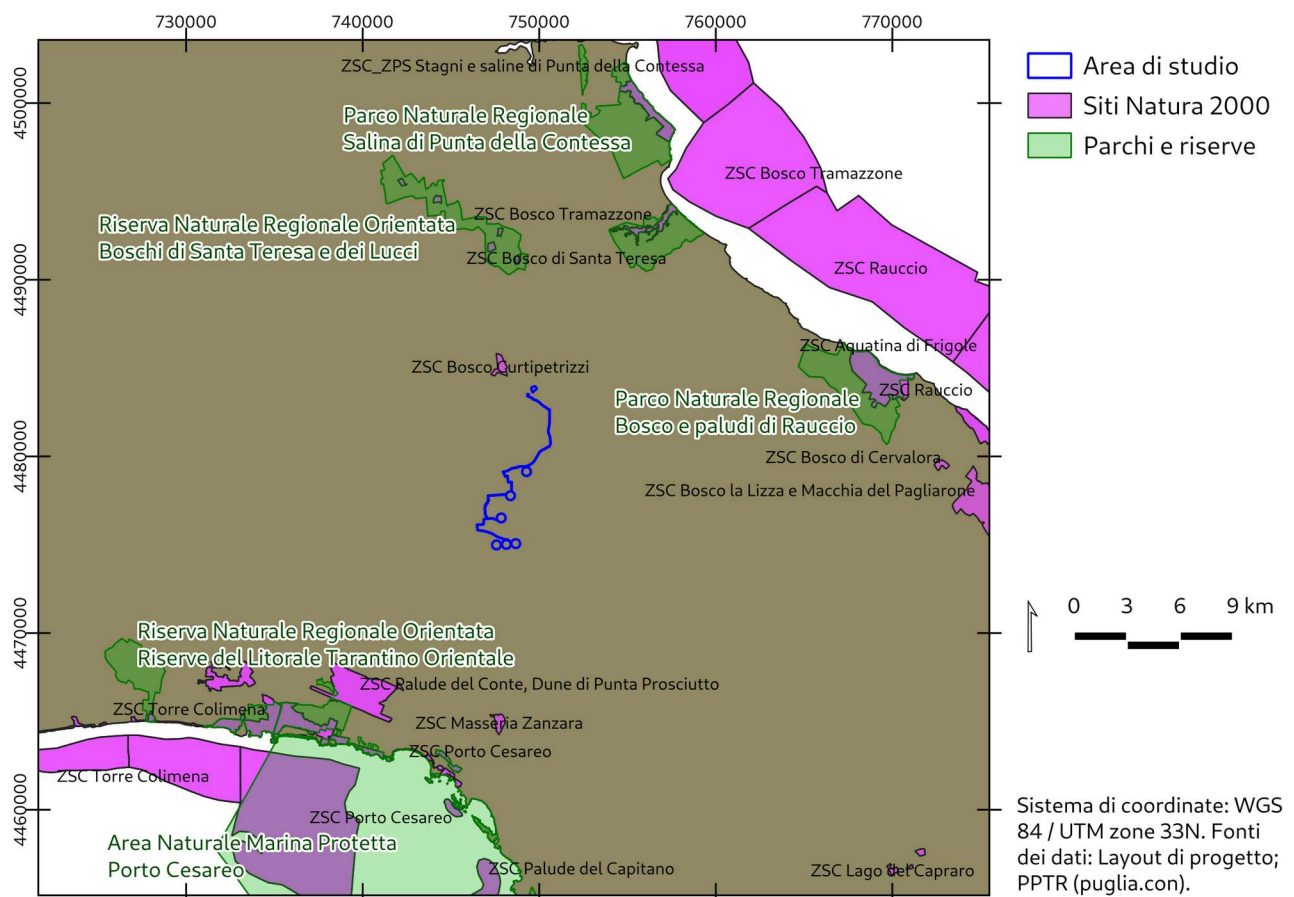 730000
740000
750000
760000
770000
4500000
4490000
4480000
4470000
4460000
ZSC_ZPS Stagni e saline di Punta della Contessa
Parco Naturale Regionale
Salina di Punta della Contessa
ZSC Bosco Tramazzone
Riserva Naturale Regionale Orientata
Boschi di Santa Teresa e dei Lucci
ZSC Bosco Tramazzone
ZSC Bosco di Santa Teresa
ZSC Rauccio
ZSC Aquatina di Frigole
ZSC Bosco Curtipetrizzi
ZSC Rauccio
Parco Naturale Regionale
Bosco e paludi di Rauccio
ZSC Bosco di Cervalora
ZSC Bosco la Lizza e Macchia del Pagliarone
Riserva Naturale Regionale Orientata
Riserve del Litorale Tarantino Orientale
ZSC Palude del Conte, Dune di Punta Prosciutto
ZSC Torre Colimena
ZSC Masseria Zanzara
ZSC Porto Cesareo
ZSC Torre Colimena
ZSC Porto Cesareo
Area Naturale Marina Protetta
Porto Cesareo
ZSC Palude del Capitano
ZSC Lago del Capraro
Area di studio
Siti Natura 2000
Parchi e riserve
0 3 6 9 km
Sistema di coordinate: WGS
84 / UTM zone 33N. Fonti
dei dati: Layout di progetto;
PPTR (puglia.con).